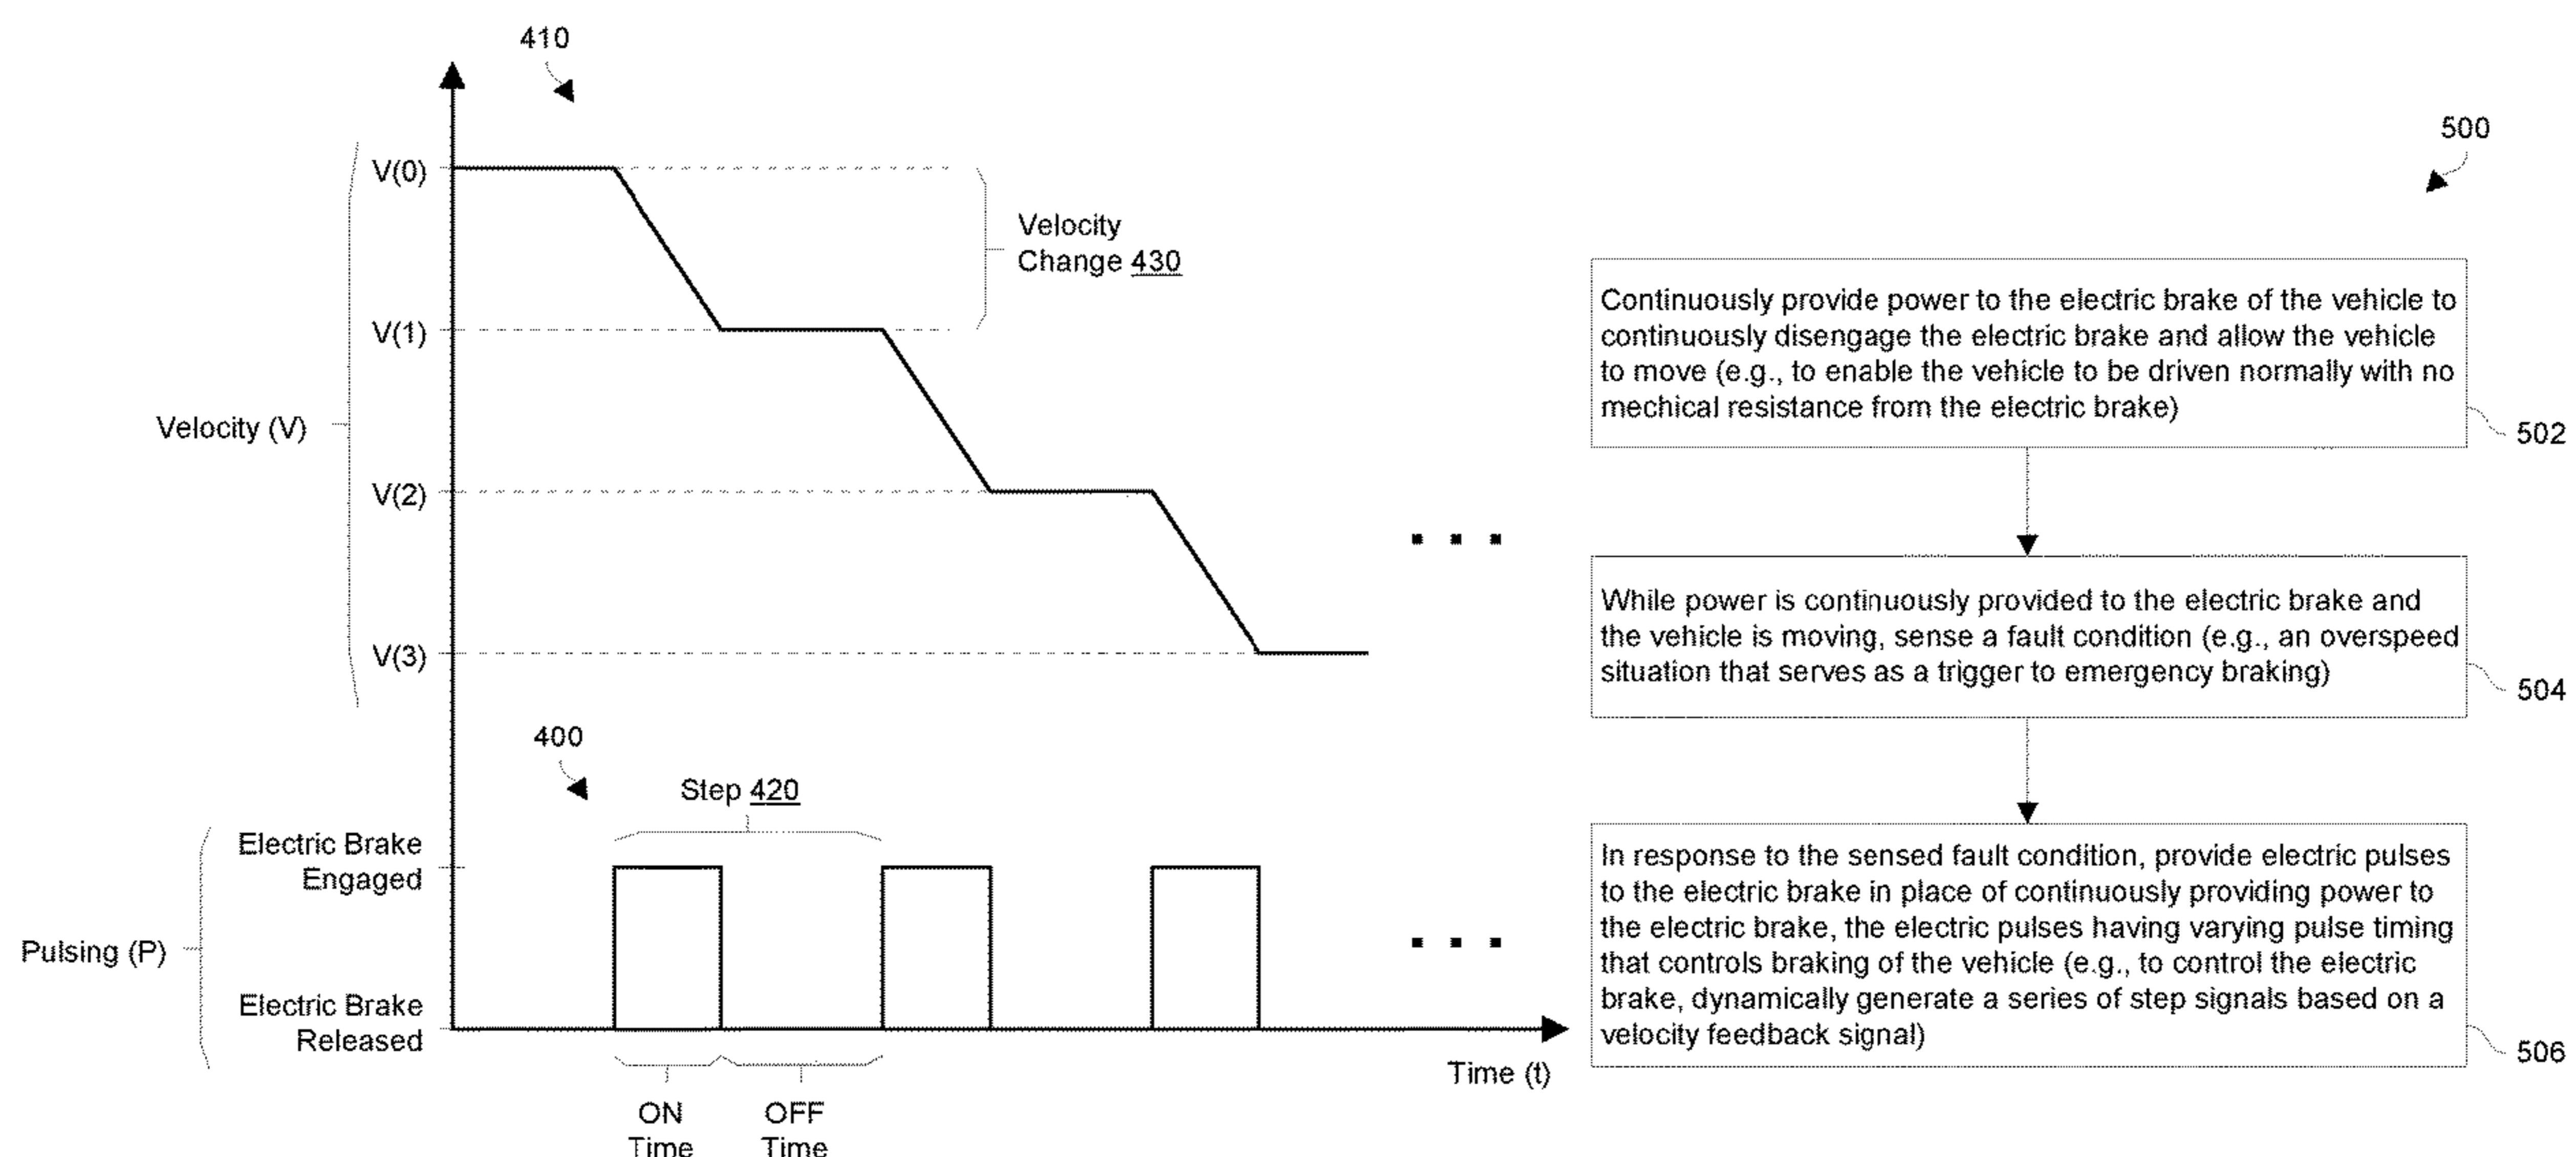 410
V(0)
Velocity
Change 430
V(1)
Velocity (V)
V(2)
V(3)
400
Step 420
Electric Brake
Engaged
Pulsing (P)
Electric Brake
Released
Time (t)
ON
Time
OFF
Time
500
Continuously provide power to the electric brake of the vehicle to
continuously disengage the electric brake and allow the vehicle
to move (e.g., to enable the vehicle to be driven normally with no
mechical resistance from the electric brake)
502
While power is continuously provided to the electric brake and
the vehicle is moving, sense a fault condition (e.g., an overspeed
situation that serves as a trigger to emergency braking)
504
In response to the sensed fault condition, provide electric pulses
to the electric brake in place of continuously providing power to
the electric brake, the electric pulses having varying pulse timing
that controls braking of the vehicle (e.g., to control the electric
brake, dynamically generate a series of step signals based on a
velocity feedback signal)
506